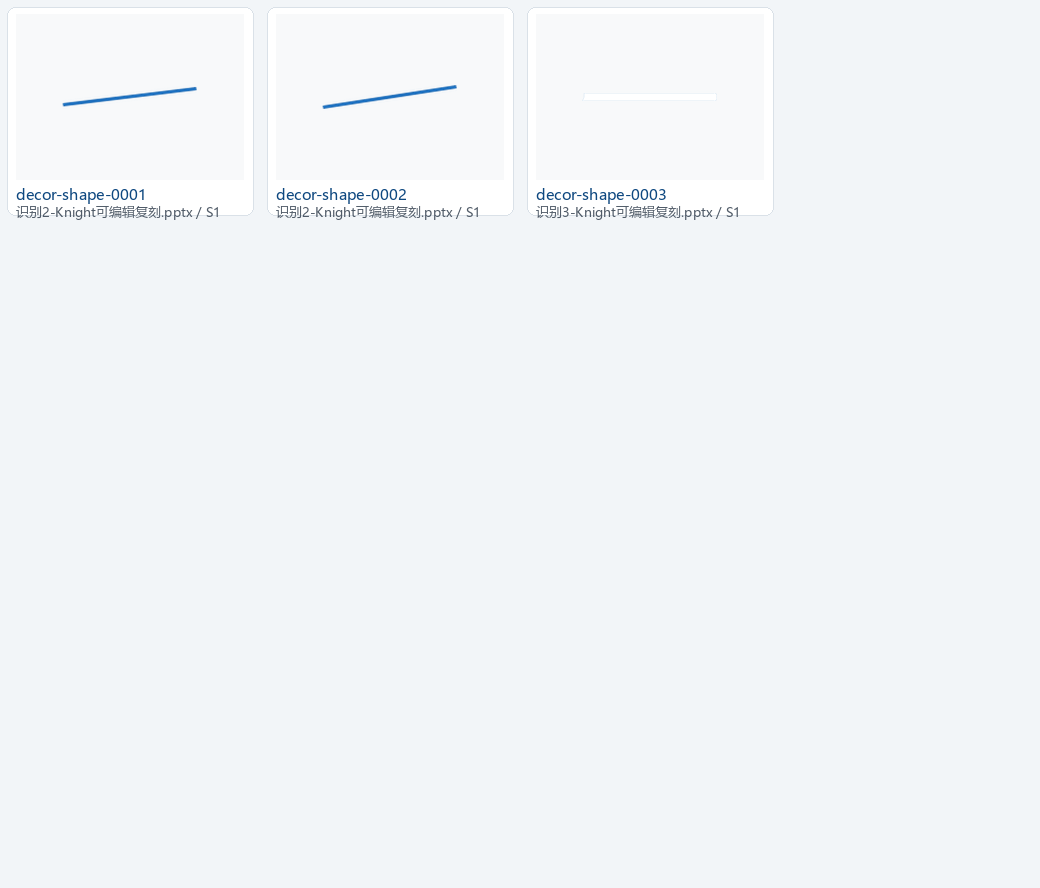 decor-shape-0001
识别2-Knight可编辑复刻.pptx / S1
decor-shape-0002
识别2-Knight可编辑复刻.pptx / S1
decor-shape-0003
识别3-Knight可编辑复刻.pptx / S1